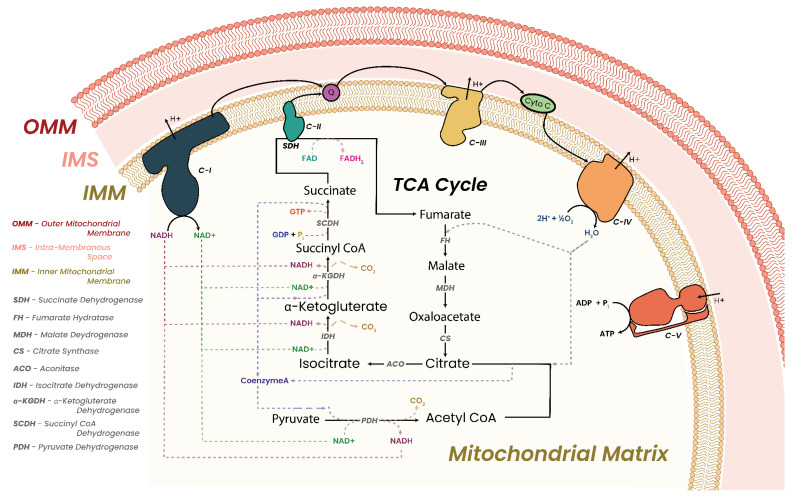 OMM
IMS
IMM
H+
C-I
NADH
NAD+
SDH
C-II
Q
FAD
FADH₂
H+
C-III
Cyto C
H+
C-IV
2H⁺ + ½O₂
H₂O
H+
C-V
ADP + Pᵢ
ATP
TCA Cycle
Succinate
GTP
SCDH
GDP + Pᵢ
Succinyl CoA
NADH
CO₂
α-KGDH
NAD+
α-Ketogluterate
NADH
CO₂
IDH
NAD+
Isocitrate
ACO
Citrate
CS
Oxaloacetate
MDH
Malate
FH
Fumarate
CoenzymeA
Pyruvate
PDH
Acetyl CoA
CO₂
NAD+
NADH
Mitochondrial Matrix
OMM - Outer Mitochondrial
Membrane
IMS - Intra-Membranous
Space
IMM - Inner Mitochondrial
Membrane
SDH - Succinate Dehydrogenase
FH - Fumarate Hydratase
MDH - Malate Deydrogenase
CS - Citrate Synthase
ACO - Aconitase
IDH - Isocitrate Dehydrogenase
α-KGDH - α-Ketogluterate
Dehydrogenase
SCDH - Succinyl CoA
Dehydrogenase
PDH - Pyruvate Dehydrogenase